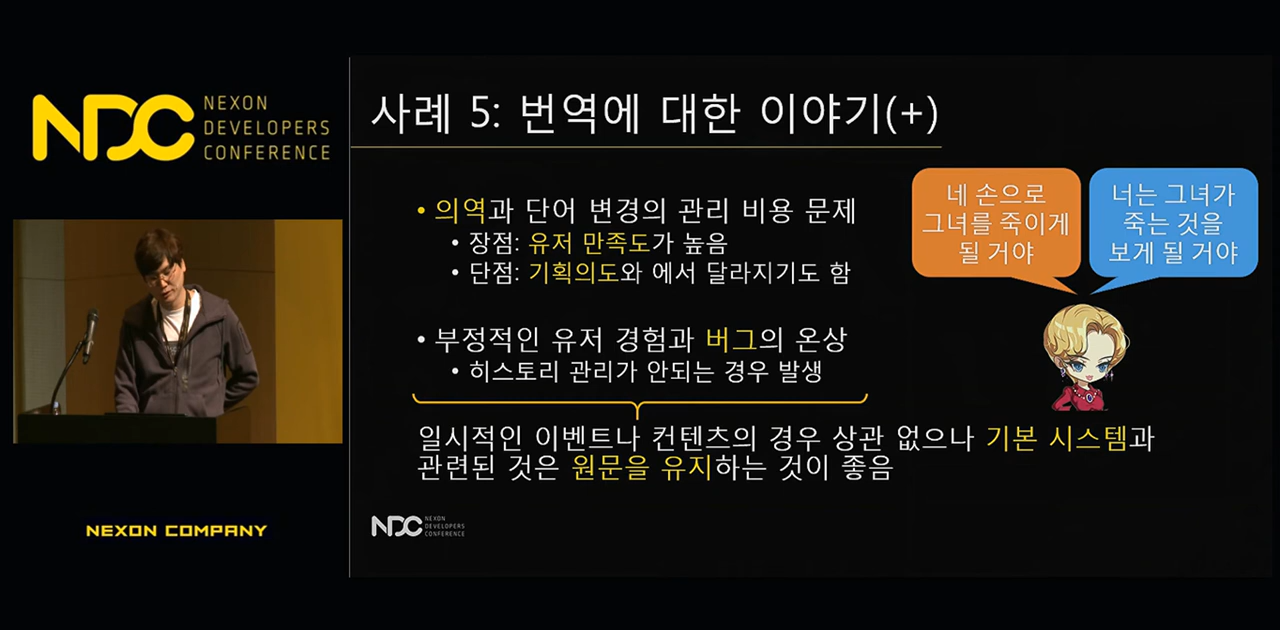 NDC
NEXON
DEVELOPERS
CONFERENCE
사례 5: 번역에 대한 이야기(+)
• 의역과 단어 변경의 관리 비용 문제
• 장점: 유저 만족도가 높음
• 단점: 기획의도와 에서 달라지기도 함
네 손으로
그녀를 죽이게
될 거야
너는 그녀가
죽는 것을
보게 될 거야
• 부정적인 유저 경험과 버그의 온상
• 히스토리 관리가 안되는 경우 발생
일시적인 이벤트나 컨텐츠의 경우 상관 없으나 기본 시스템과
관련된 것은 원문을 유지하는 것이 좋음
NDC
NEXON
DEVELOPERS
CONFERENCE
NEXON COMPANY